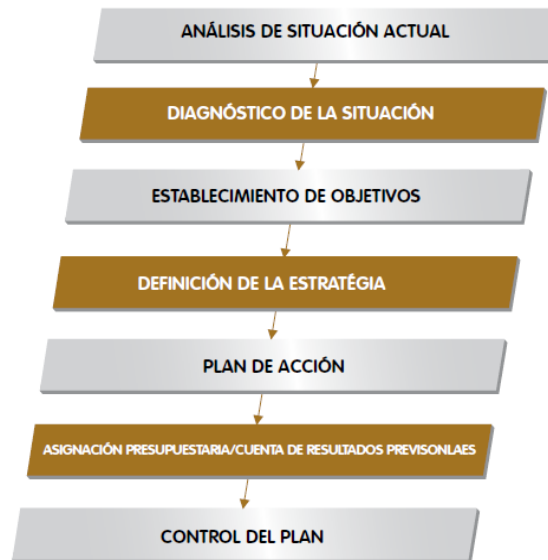 ANÁLISIS DE SITUACIÓN ACTUAL
DIAGNÓSTICO DE LA SITUACIÓN
ESTABLECIMIENTO DE OBJETIVOS
DEFINICIÓN DE LA ESTRATÉGIA
PLAN DE ACCIÓN
ASIGNACIÓN PRESUPUESTARIA/CUENTA DE RESULTADOS PREVISONLAES
CONTROL DEL PLAN